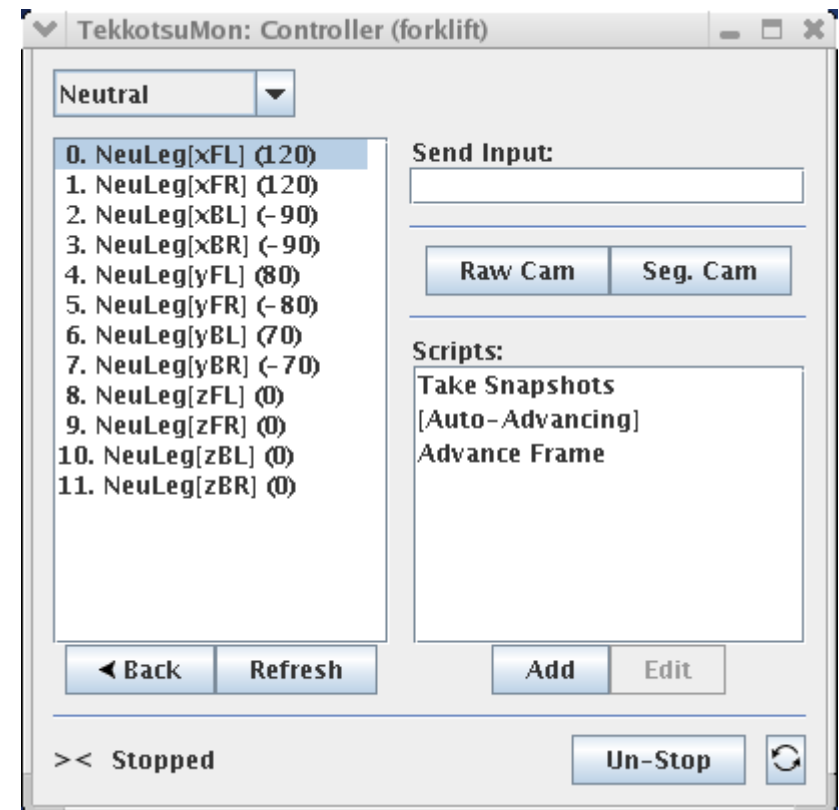 TekkotsuMon: Controller (forklift)
Neutral
0. NeuLeg[xFL] (120)
1. NeuLeg[xFR] (120)
2. NeuLeg[xBL] (-90)
3. NeuLeg[xBR] (-90)
4. NeuLeg[yFL] (80)
5. NeuLeg[yFR] (-80)
6. NeuLeg[yBL] (70)
7. NeuLeg[yBR] (-70)
8. NeuLeg[zFL] (0)
9. NeuLeg[zFR] (0)
10. NeuLeg[zBL] (0)
11. NeuLeg[zBR] (0)
Back
Refresh
Send Input:
Raw Cam
Seg. Cam
Scripts:
Take Snapshots
[Auto-Advancing]
Advance Frame
Add
Edit
>< Stopped
Un-Stop